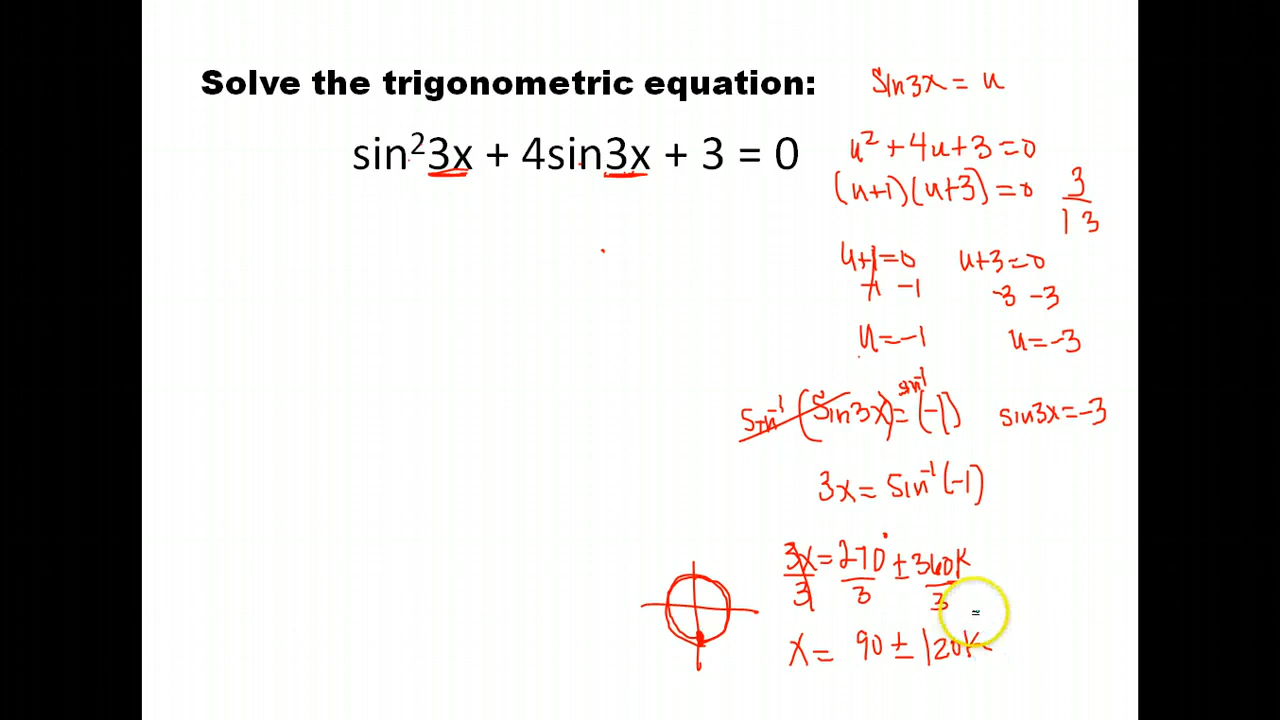 Solve the trigonometric equation:
sin²3x + 4sin3x + 3 = 0
sin3x = u
u² + 4u + 3 = 0
(u+1)(u+3) = 0
3
1 3
u+1=0 u+3=0
-1 -1 -3 -3
u=-1 u=-3
sin⁻¹(sin3x) = sin⁻¹(-1) sin3x=-3
3x = sin⁻¹(-1)
3x = 270° ± 360K
3 3 3
x = 90 ± 120K